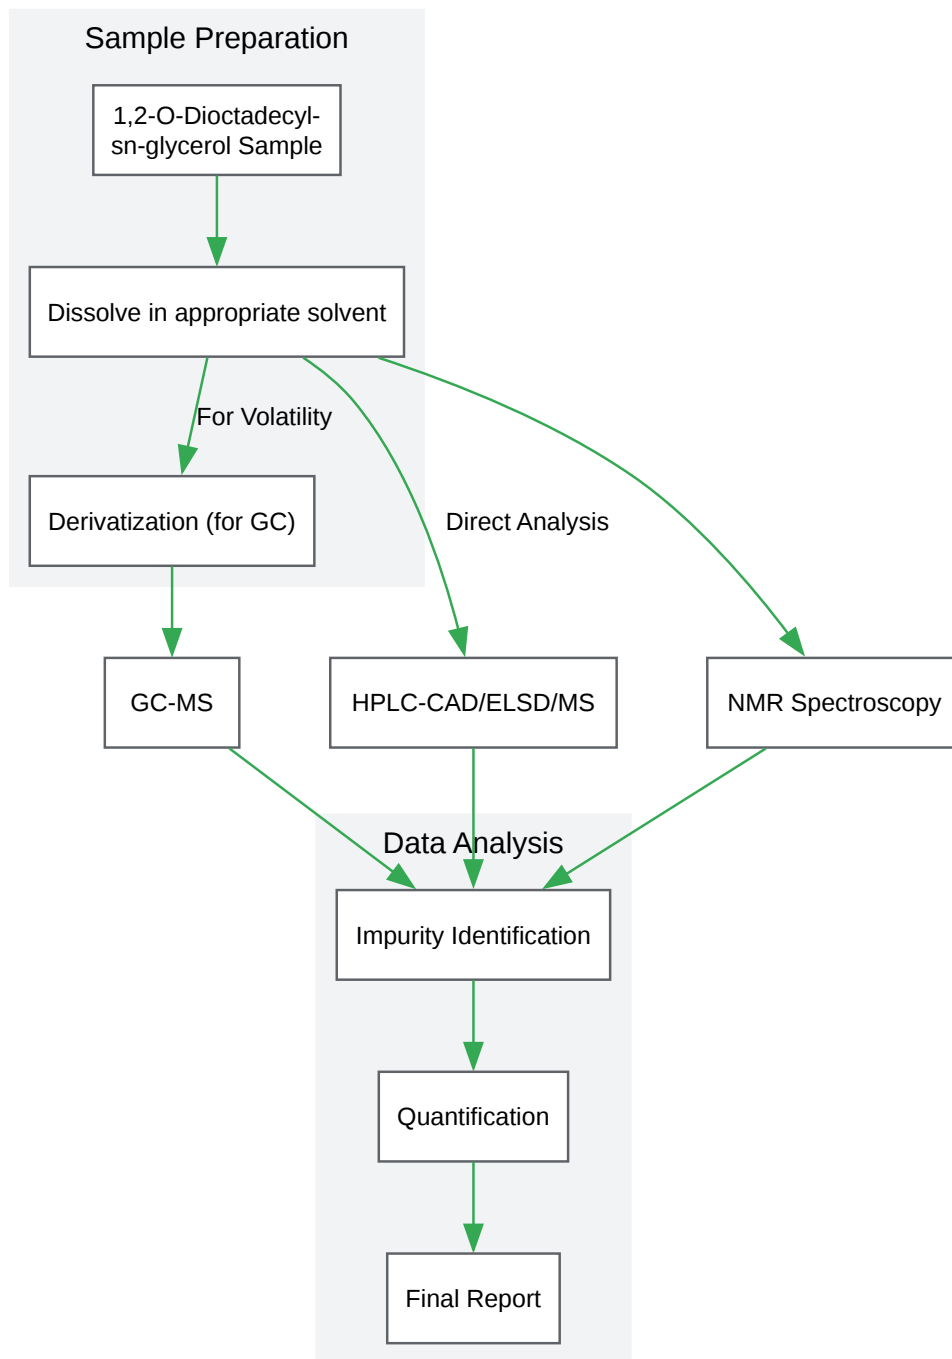 Sample Preparation
1,2-O-Dioctadecyl-
sn-glycerol Sample
Dissolve in appropriate solvent
For Volatility
Derivatization (for GC)
Direct Analysis
GC-MS
HPLC-CAD/ELSD/MS
NMR Spectroscopy
Data Analysis
Impurity Identification
Quantification
Final Report